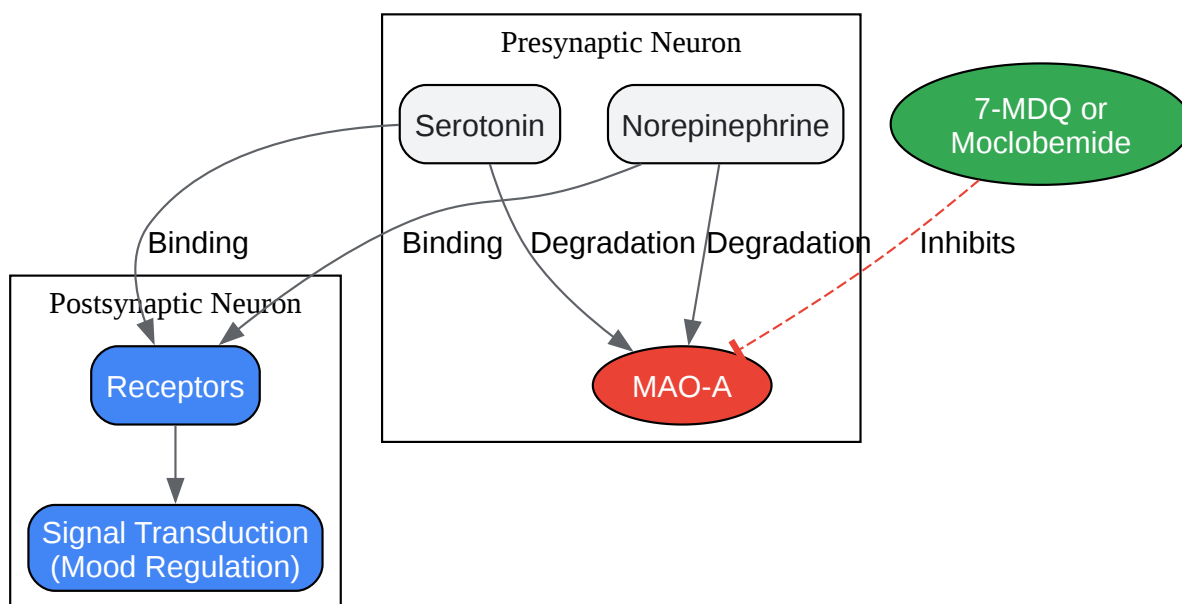 Presynaptic Neuron
Serotonin
Norepinephrine
7-MDQ or
Moclobemide
Binding
Binding
Degradation
Degradation
Inhibits
Postsynaptic Neuron
Receptors
MAO-A
Signal Transduction
(Mood Regulation)